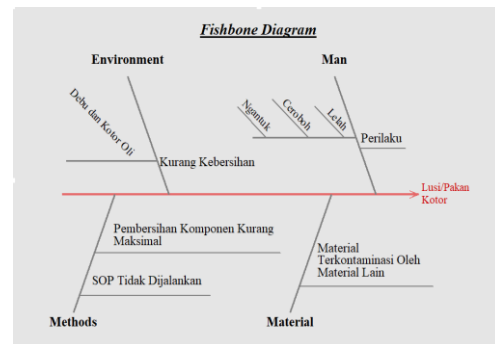 Fishbone Diagram
Environment
Man
Debu dan Kotor Oli
Ngantuk
Ceroboh
Lelah
Perilaku
Kurang Kebersihan
Lusi/Pakan
Kotor
Pembersihan Komponen Kurang
Maksimal
SOP Tidak Dijalankan
Material
Terkontaminasi Oleh
Material Lain
Methods
Material